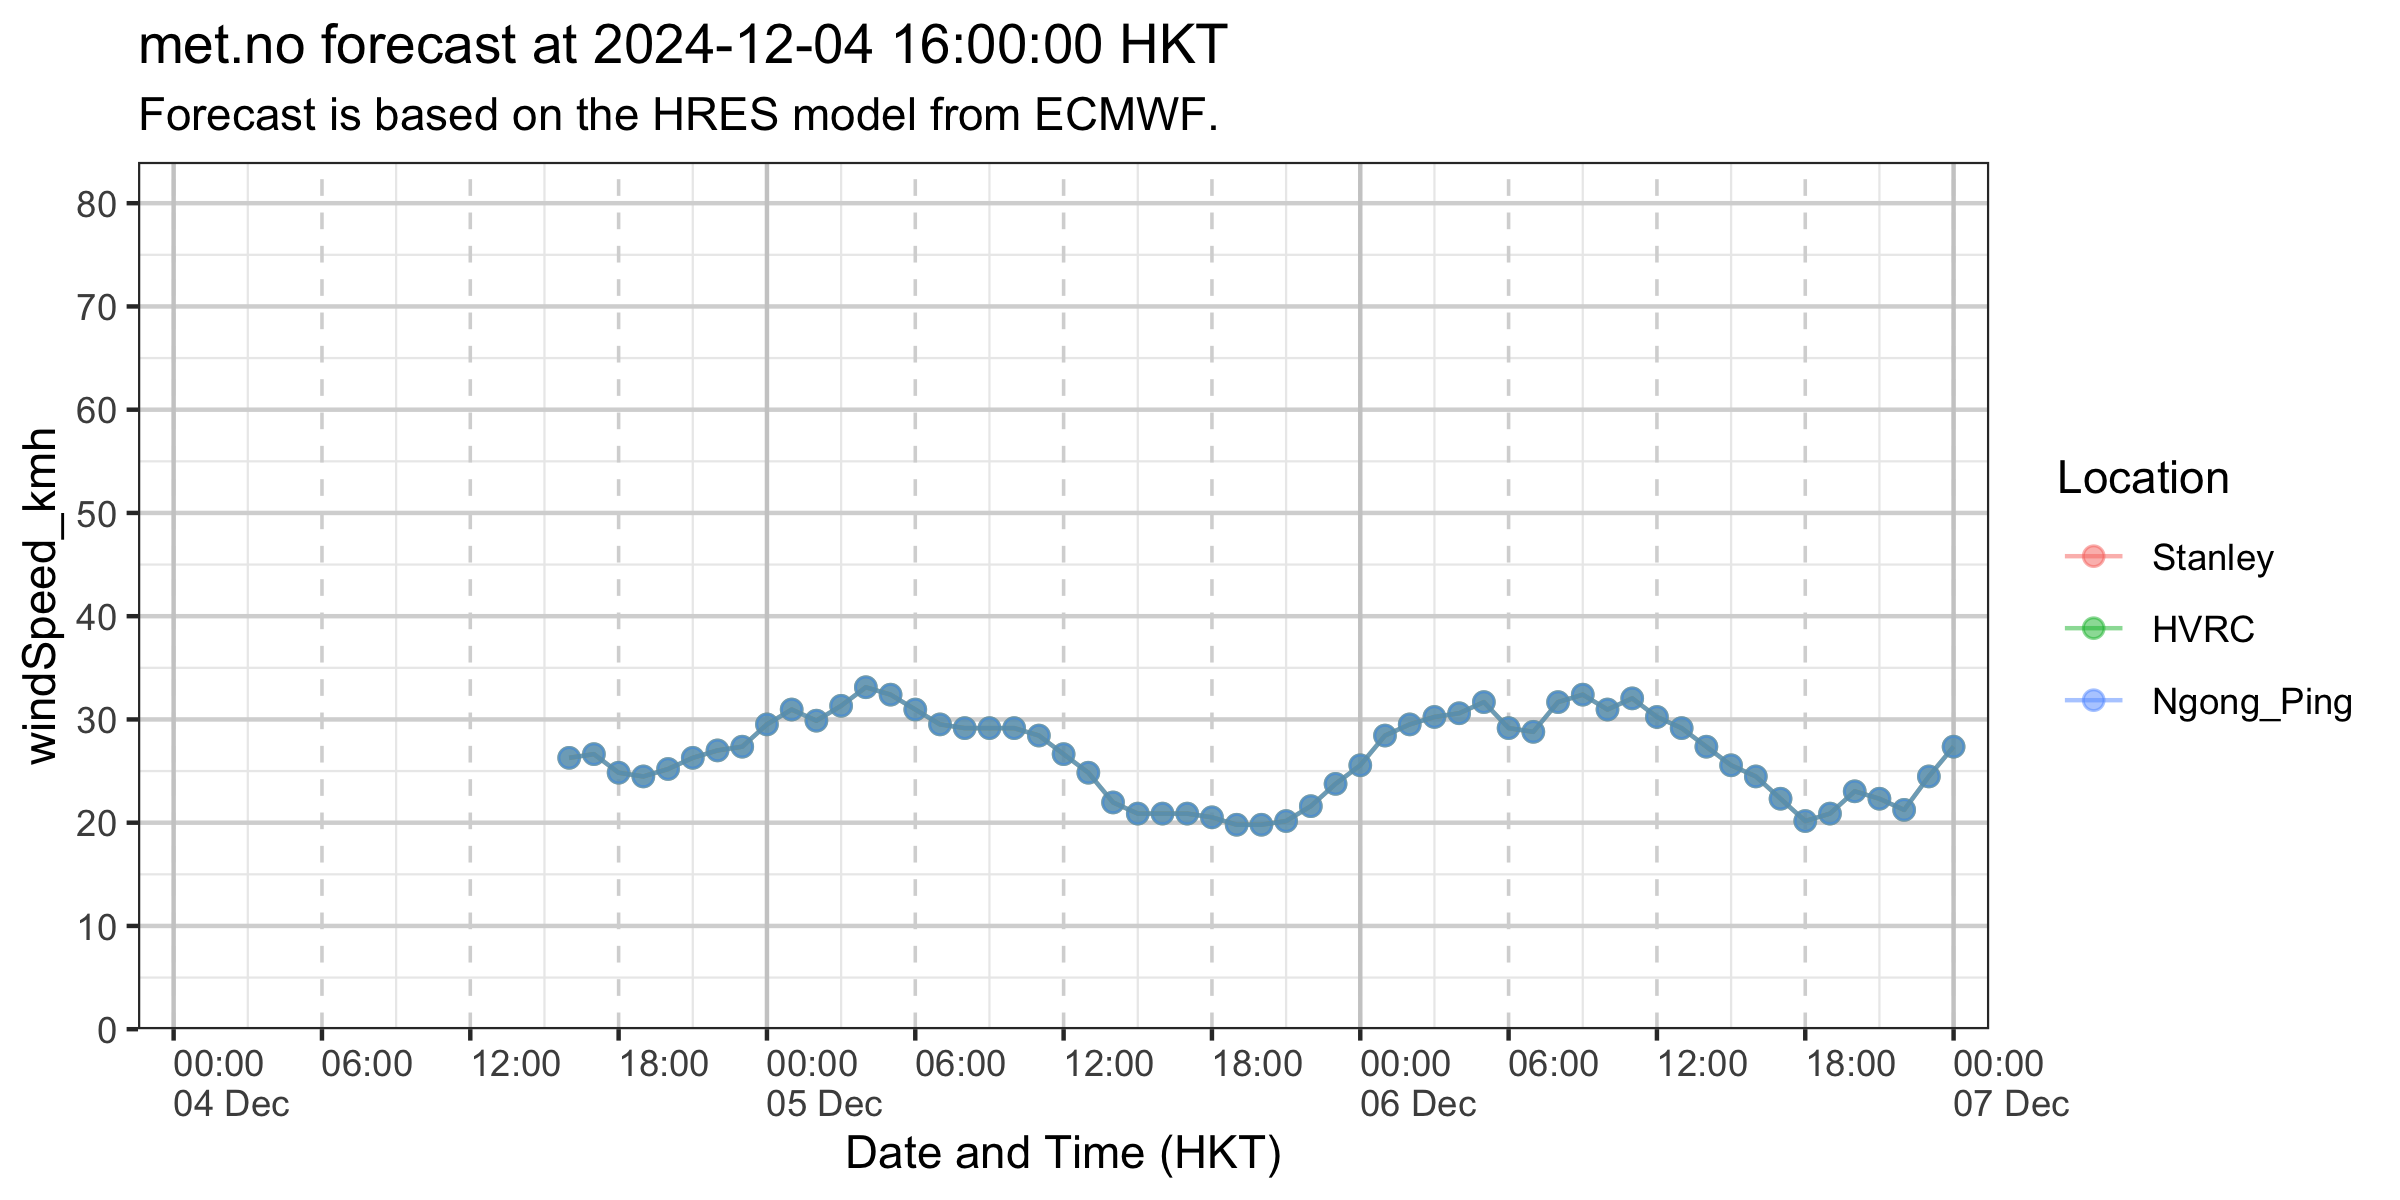 met.no forecast at 2024-12-04 16:00:00 HKT
Forecast is based on the HRES model from ECMWF.
windSpeed_kmh
80
70
60
50
40
30
20
10
0
00:00 06:00 12:00 18:00 00:00 06:00 12:00 18:00 00:00 06:00 12:00 18:00 00:00
04 Dec 05 Dec 06 Dec 07 Dec
Date and Time (HKT)
Location
Stanley
HVRC
Ngong_Ping